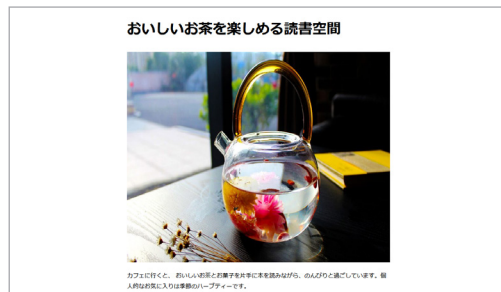 おいしいお茶を楽しめる読書空間
カフェに行くと、 おいしいお茶とお菓子を片手に本を読みながら、のんびりと過ごしています。個
人的なお気に入りは季節のハーブティーです。